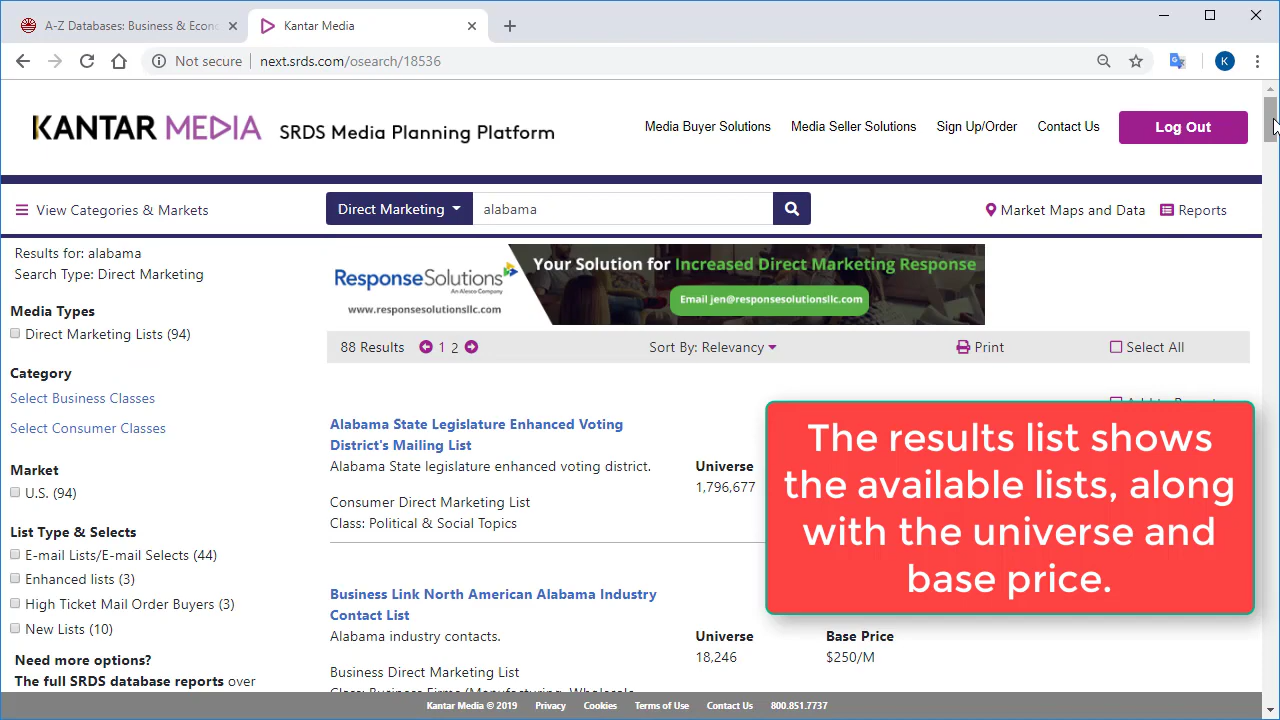 A-Z Databases: Business & Econ
Kantar Media
Not secure
next.srds.com/osearch/18536
K
KANTAR MEDIA
SRDS Media Planning Platform
Media Buyer Solutions
Media Seller Solutions
Sign Up/Order
Contact Us
Log Out
View Categories & Markets
Direct Marketing
alabama
Market Maps and Data
Reports
Results for: alabama
Search Type: Direct Marketing
Media Types
Direct Marketing Lists (94)
Category
Select Business Classes
Select Consumer Classes
Market
U.S. (94)
List Type & Selects
E-mail Lists/E-mail Selects (44)
Enhanced lists (3)
High Ticket Mail Order Buyers (3)
New Lists (10)
Need more options?
The full SRDS database reports over
ResponseSolutions
An Alesco Company
www.responsesolutionsllc.com
Your Solution for Increased Direct Marketing Response
Email jen@responsesolutionsllc.com
88 Results
1 2
Sort By: Relevancy
Print
Select All
Alabama State Legislature Enhanced Voting
District's Mailing List
Alabama State legislature enhanced voting district.
Consumer Direct Marketing List
Class: Political & Social Topics
Universe
1,796,677
The results list shows
the available lists, along
with the universe and
base price.
Business Link North American Alabama Industry
Contact List
Alabama industry contacts.
Business Direct Marketing List
Class: Business Firms (Manufacturing, Wholesale
Universe
18,246
Base Price
$250/M
Kantar Media © 2019
Privacy
Cookies
Terms of Use
Contact Us
800.851.7737